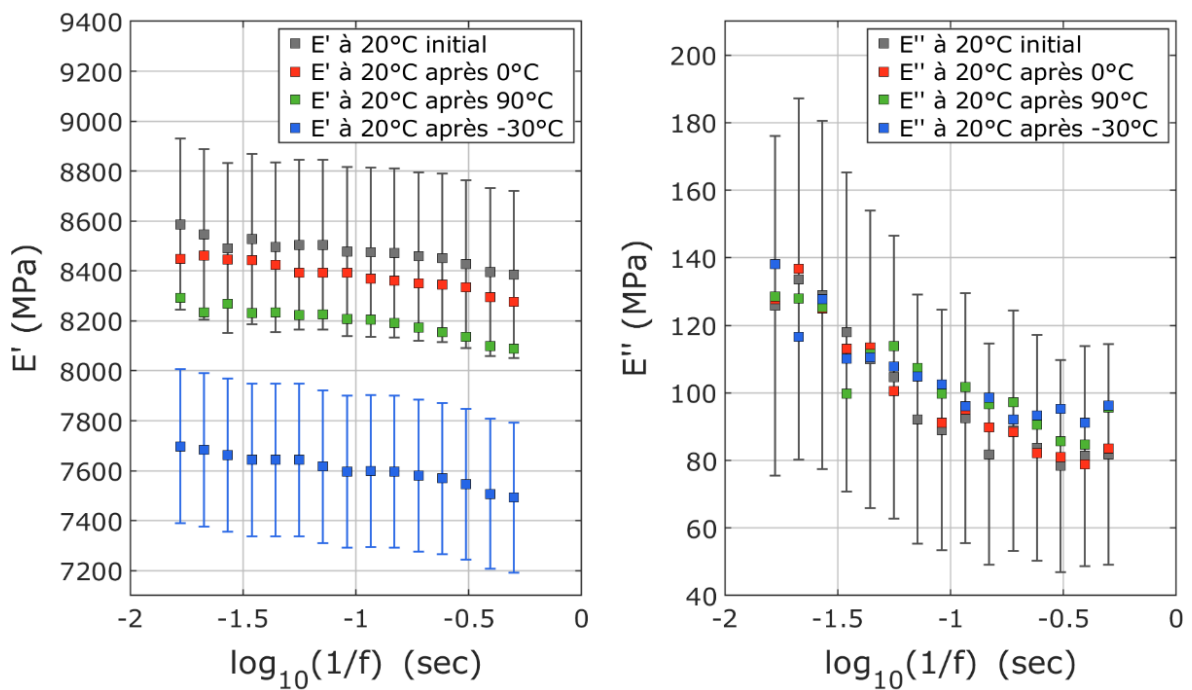 9400
9200
9000
8800
8600
8400
8200
8000
7800
7600
7400
7200
E' (MPa)
-2
-1.5
-1
-0.5
0
log10(1/f) (sec)
E' à 20°C initial
E' à 20°C après 0°C
E' à 20°C après 90°C
E' à 20°C après -30°C
200
180
160
140
120
100
80
60
40
E'' (MPa)
-2
-1.5
-1
-0.5
0
log10(1/f) (sec)
E'' à 20°C initial
E'' à 20°C après 0°C
E'' à 20°C après 90°C
E'' à 20°C après -30°C